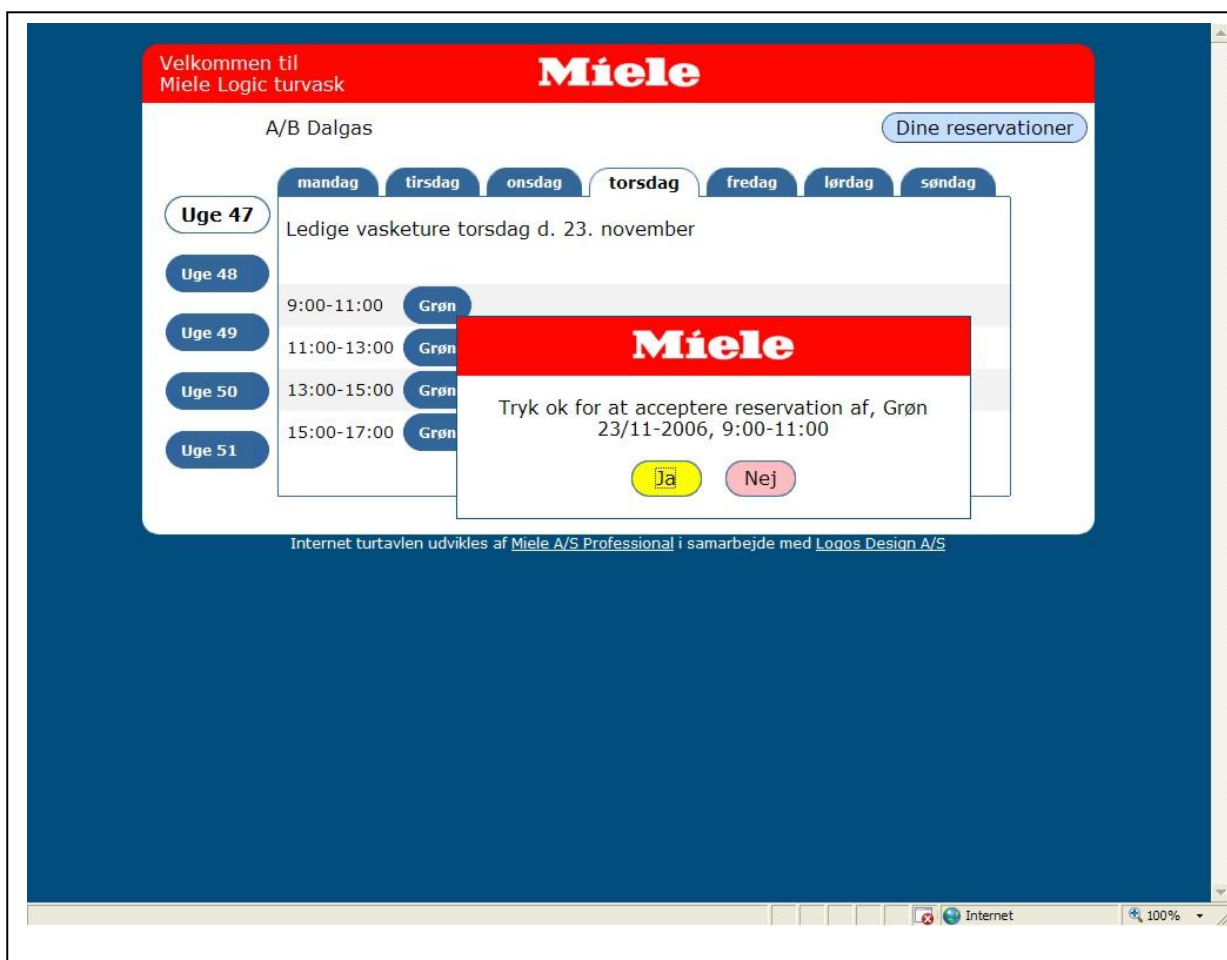 Velkommen til
Miele Logic turvask
Miele
A/B Dalgas
Dine reservationer
mandag tirsdag onsdag torsdag fredag lørdag søndag
Uge 47
Uge 48
Uge 49
Uge 50
Uge 51
Ledige vasketure torsdag d. 23. november
9:00-11:00 Grøn
11:00-13:00 Grøn
13:00-15:00 Grøn
15:00-17:00 Grøn
Miele
Tryk ok for at acceptere reservation af, Grøn
23/11-2006, 9:00-11:00
Ja Nej
Internet turtavlen udvikles af Miele A/S Professional i samarbejde med Logos Design A/S
Internet 100%